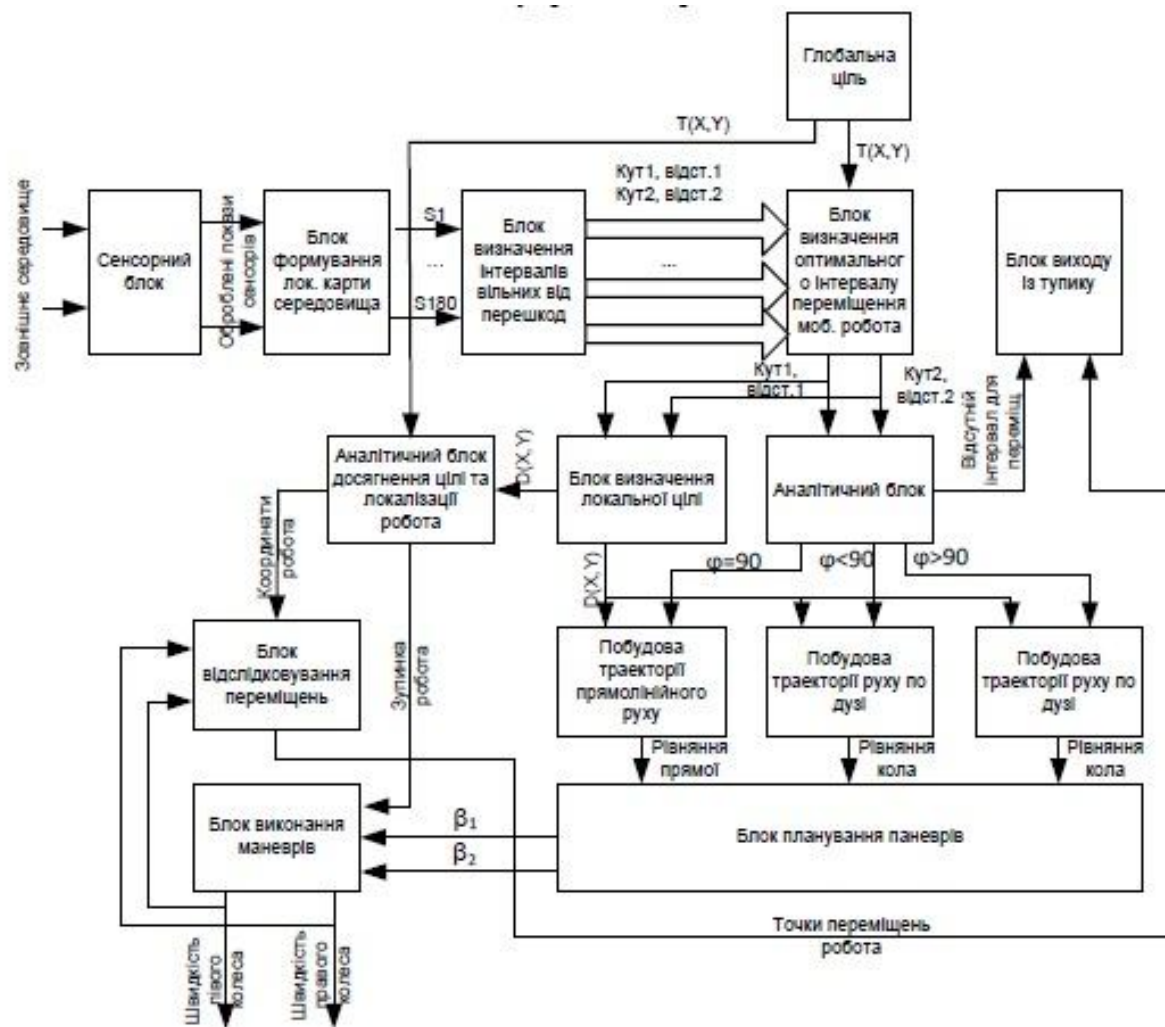 Глобальна
ціль
T(X,Y)
T(X,Y)
Зовнішнє середовище
Сенсорний
блок
Оброблені покази
сенсорів
Блок
формування
лок. карти
середовища
S1
...
S180
Блок
визначення
інтервалів
вільних від
перешкод
Кут1, відст.1
Кут2, відст.2
...
Блок
визначення
оптимальног
о інтервалу
переміщення
моб. робота
Блок виходу
із тупику
Кут1,
відст.1
Кут2,
відст.2
Відсутній
інтервал для
переміщ
Аналітичний блок
досягнення цілі та
локалізації
робота
D(X,Y)
Блок визначення
локальної цілі
Аналітичний блок
Координати
робота
D(X,Y)
φ=90
φ<90
φ>90
Блок
відслідковування
переміщень
Зупинка
робота
Побудова
траекторії
прямолінійного
руху
Побудова
траекторії руху по
дузі
Побудова
траекторії руху по
дузі
Рівняння
прямої
Рівняння
кола
Рівняння
кола
Блок виконання
маневрів
β₁
β₂
Блок планування паневрів
Точки переміщень
робота
Швидкість
лівого
колеса
Швидкість
правого
колеса